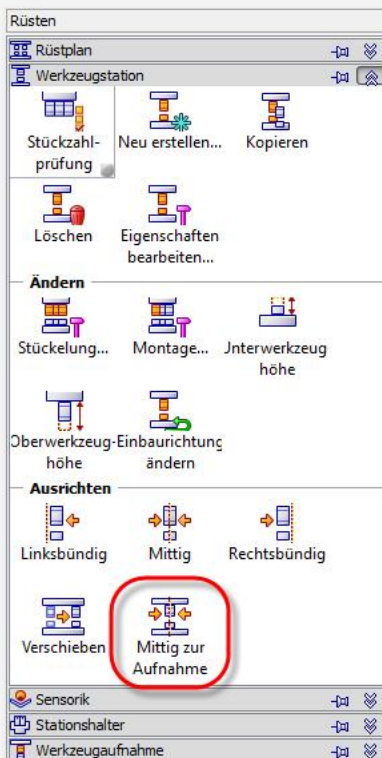 Rüsten
Rüstplan
Werkzeugstation
Stückzahl- Neu erstellen... Kopieren
prüfung
Löschen Eigenschaften
bearbeiten...
Ändern
Stückelung... Montage... Unterwerkzeug
höhe
Oberwerkzeug- Einbaurichtung
höhe ändern
Ausrichten
Linksbündig Mittig Rechtsbündig
Verschieben Mittig zur
Aufnahme
Sensorik
Stationshalter
Werkzeugaufnahme